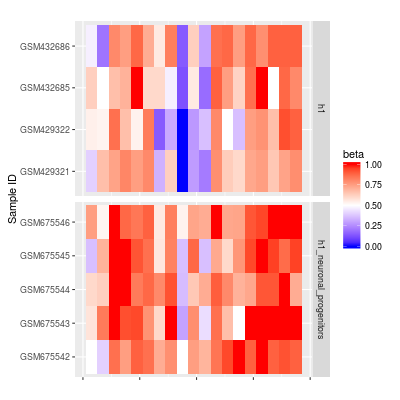 GSM432686
GSM432685
GSM429322
GSM429321
h1
Sample ID
GSM675546
GSM675545
GSM675544
GSM675543
GSM675542
h1_neuronal_progenitors
beta
1.00
0.75
0.50
0.25
0.00